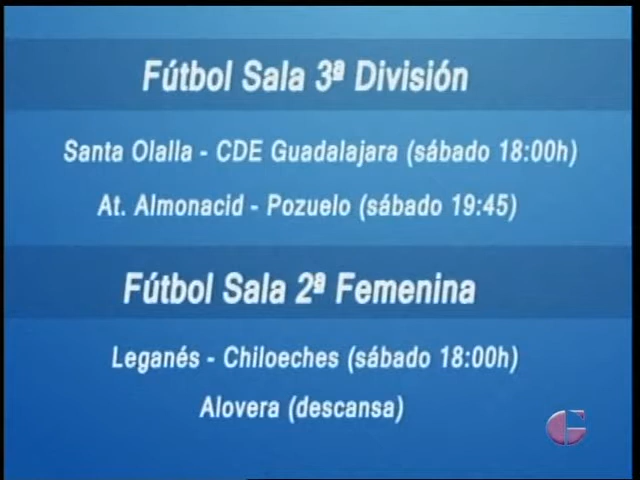 Fútbol Sala 3ª División
Santa Olalla - CDE Guadalajara (sábado 18:00h)
At. Almonacid - Pozuelo (sábado 19:45)
Fútbol Sala 2ª Femenina
Leganés - Chiloeches (sábado 18:00h)
Alovera (descansa)